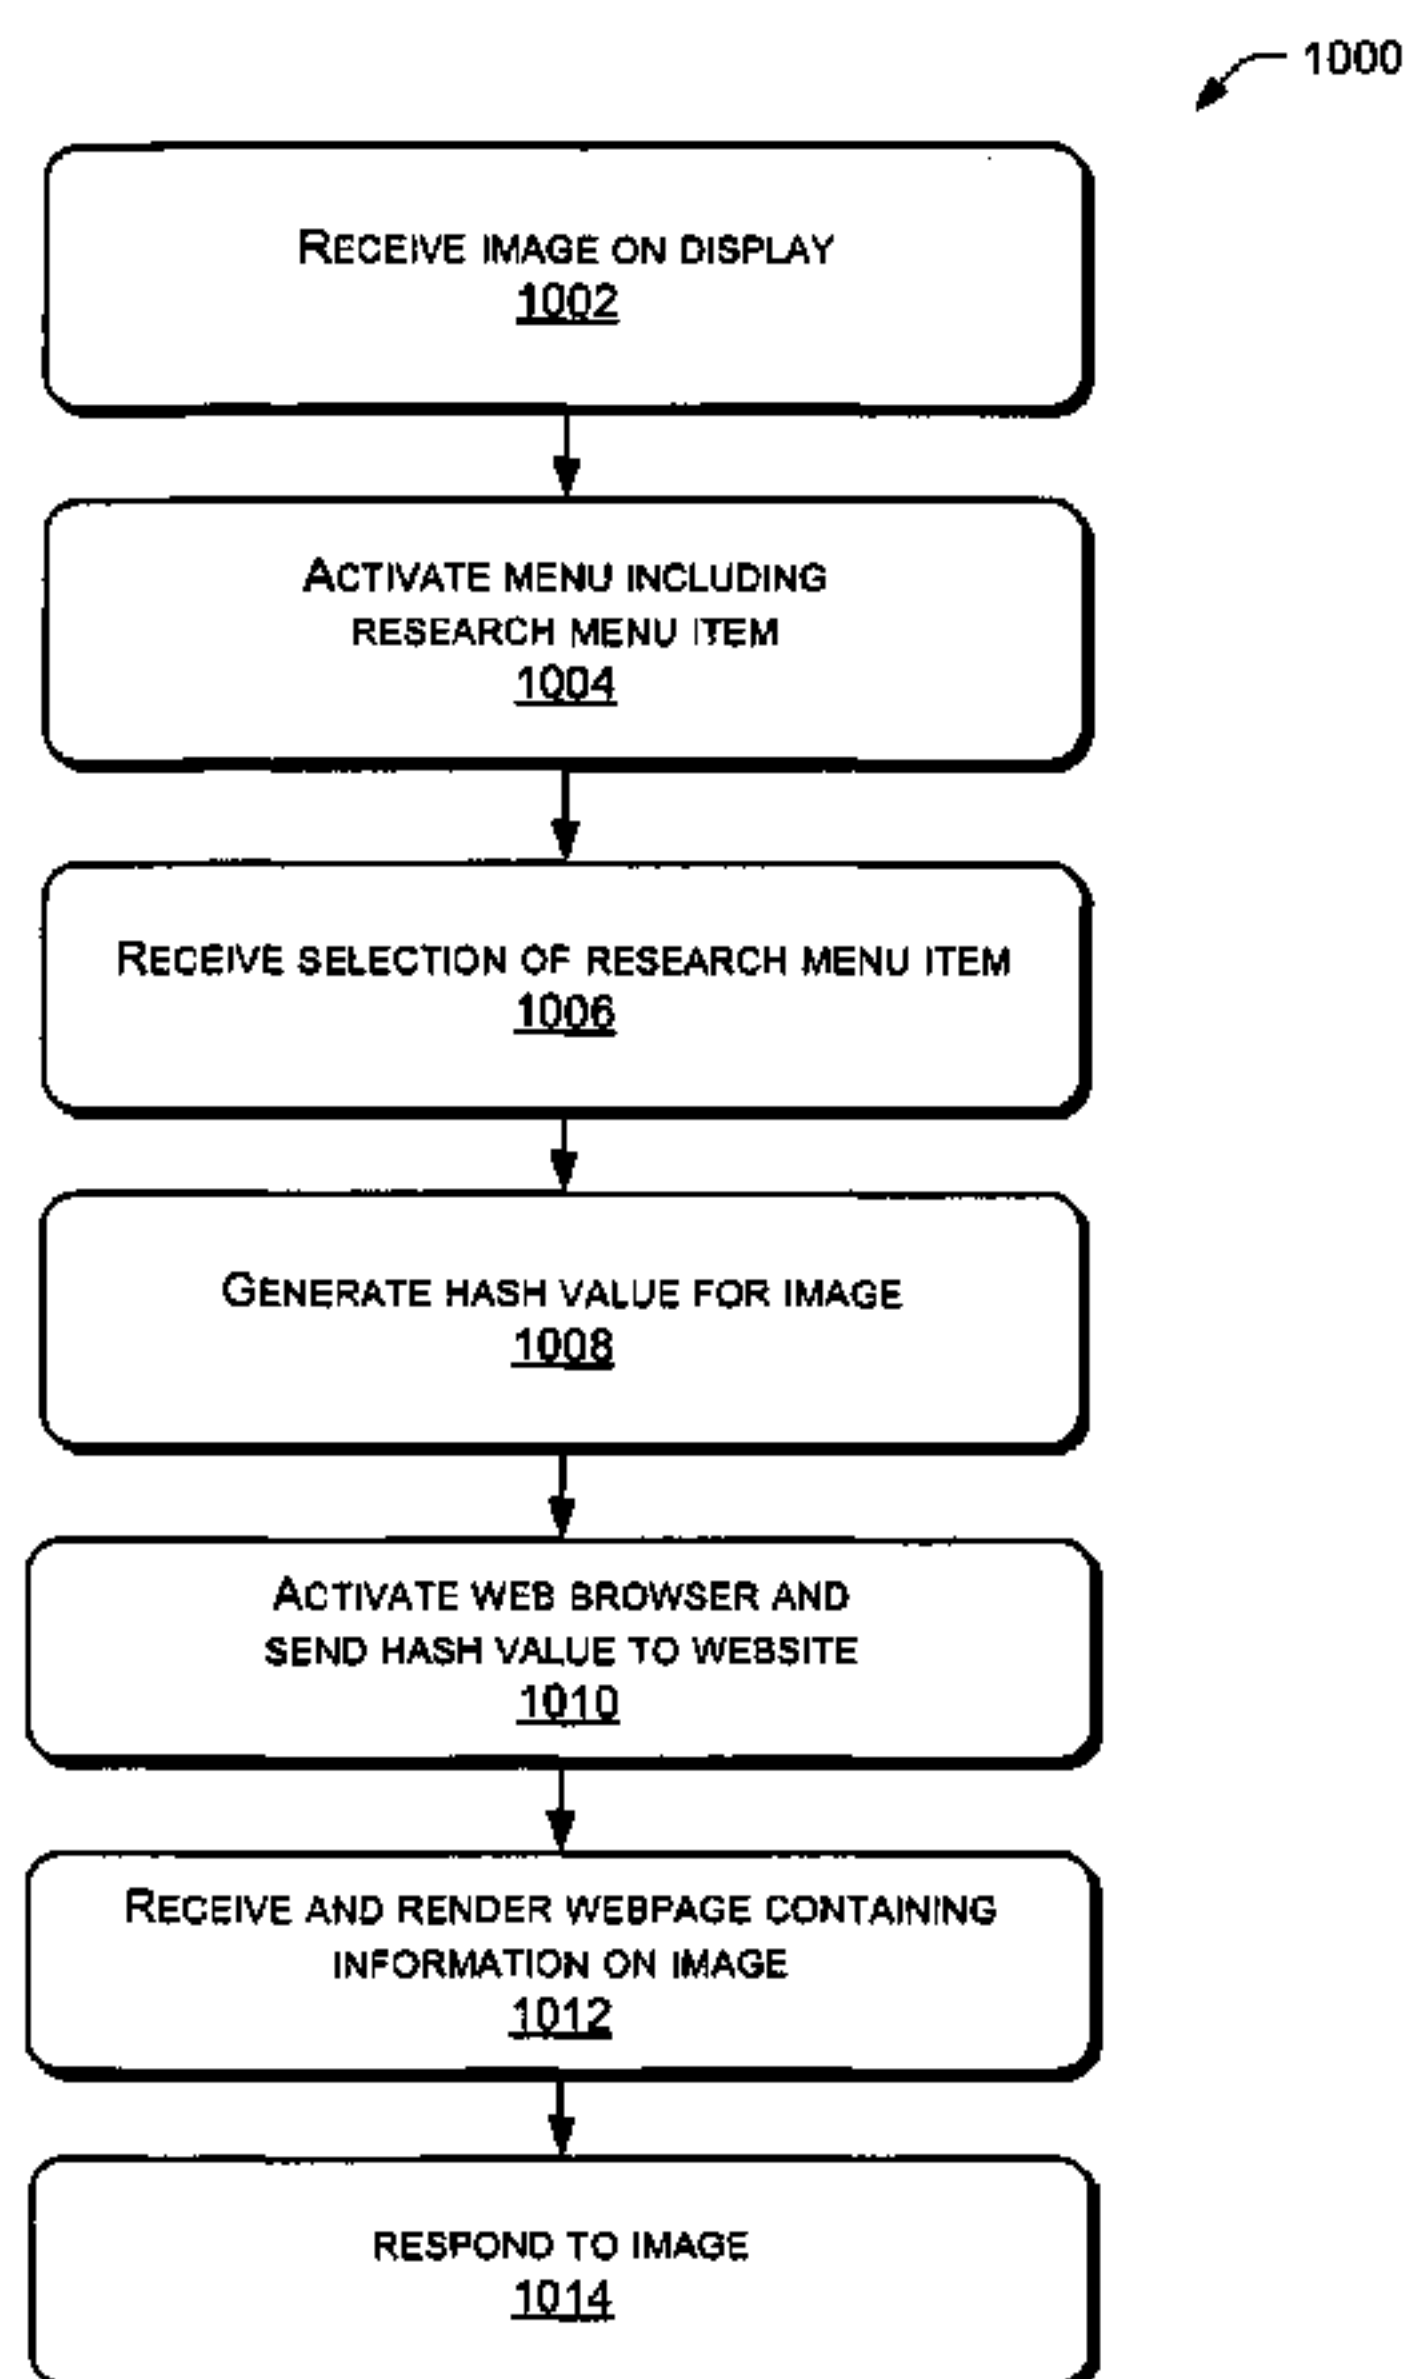 1000
RECEIVE IMAGE ON DISPLAY
1002
ACTIVATE MENU INCLUDING
RESEARCH MENU ITEM
1004
RECEIVE SELECTION OF RESEARCH MENU ITEM
1006
GENERATE HASH VALUE FOR IMAGE
1008
ACTIVATE WEB BROWSER AND
SEND HASH VALUE TO WEBSITE
1010
RECEIVE AND RENDER WEBPAGE CONTAINING
INFORMATION ON IMAGE
1012
RESPOND TO IMAGE
1014